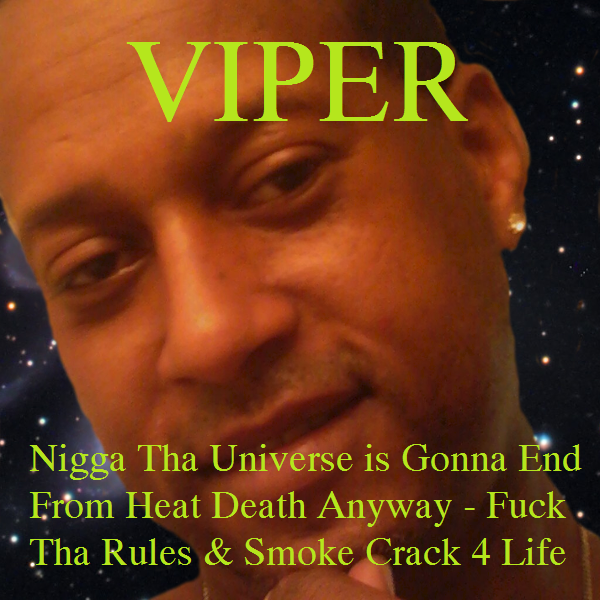 VIPER
Nigga Tha Universe is Gonna End
From Heat Death Anyway - Fuck
Tha Rules & Smoke Crack 4 Life